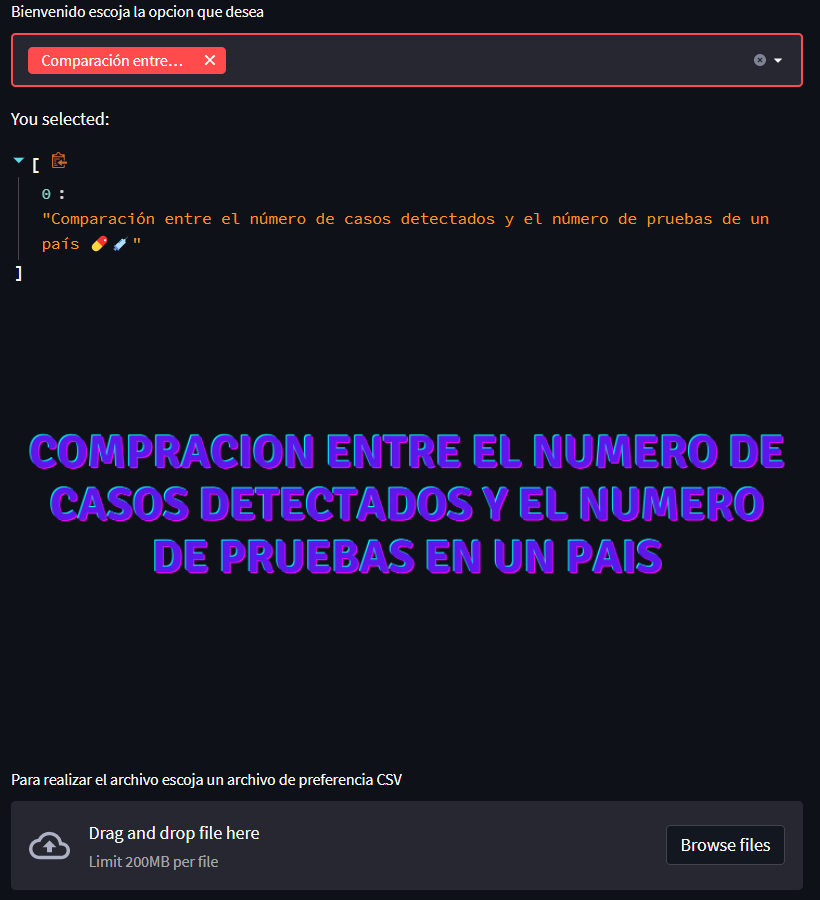 Bienvenido escoja la opcion que desea
Comparación entre...
You selected:
[
0 :
"Comparación entre el número de casos detectados y el número de pruebas de un
país 💊💉"
]
COMPRACION ENTRE EL NUMERO DE
CASOS DETECTADOS Y EL NUMERO
DE PRUEBAS EN UN PAIS
Para realizar el archivo escoja un archivo de preferencia CSV
Drag and drop file here
Limit 200MB per file
Browse files